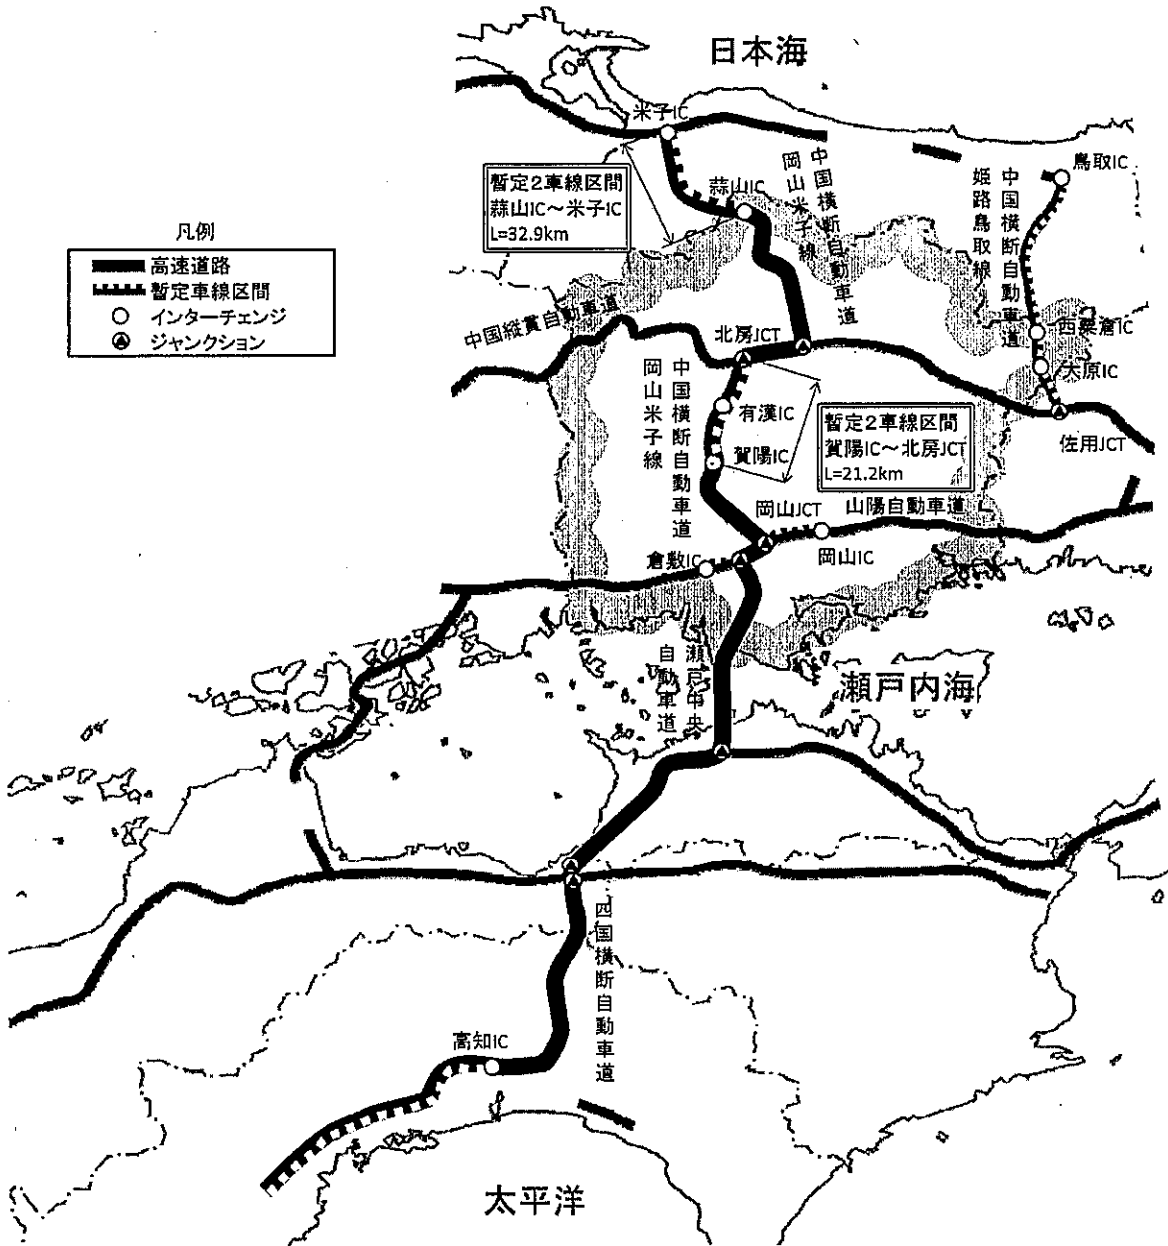 日本海
米子IC
暫定2車線区間
蒜山IC～米子IC
L=32.9km
蒜山IC
中国横断自動車道
岡山米子線
鳥取IC
中国横断自動車道
姫路鳥取線
凡例
高速道路
暫定車線区間
インターチェンジ
ジャンクション
中国縦貫自動車道
北房JCT
西粟倉IC
大原IC
中国横断自動車道
岡山米子線
有漢IC
暫定2車線区間
賀陽IC～北房JCT
L=21.2km
佐用JCT
賀陽IC
岡山JCT
山陽自動車道
倉敷IC
岡山IC
瀬戸中央
自動車道
瀬戸内海
四国横断自動車道
高知IC
太平洋